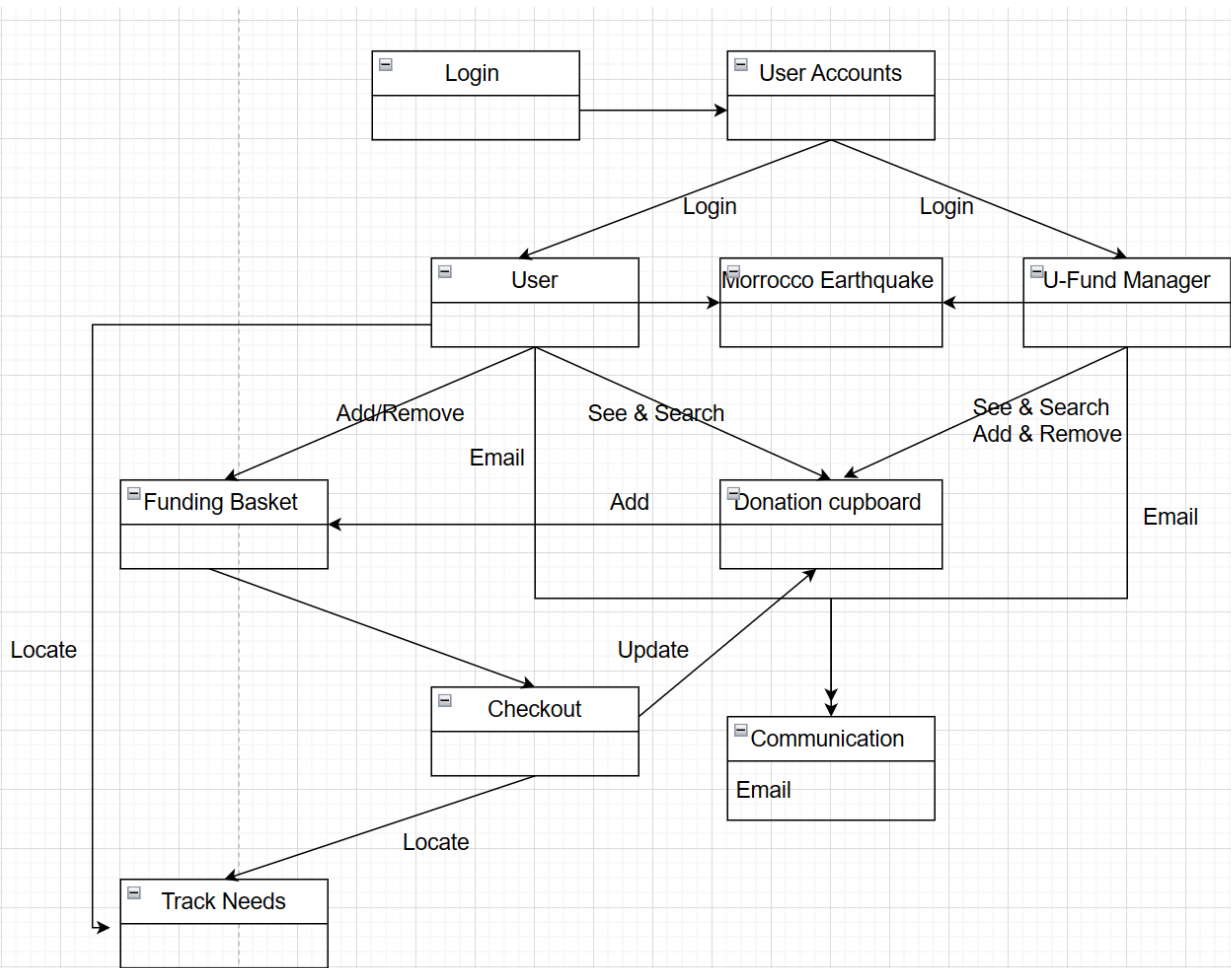 Login
User Accounts
Login
Login
User
Morrocco Earthquake
U-Fund Manager
Add/Remove
See & Search
See & Search
Add & Remove
Email
Funding Basket
Add
Donation cupboard
Email
Locate
Update
Checkout
Communication
Email
Locate
Track Needs